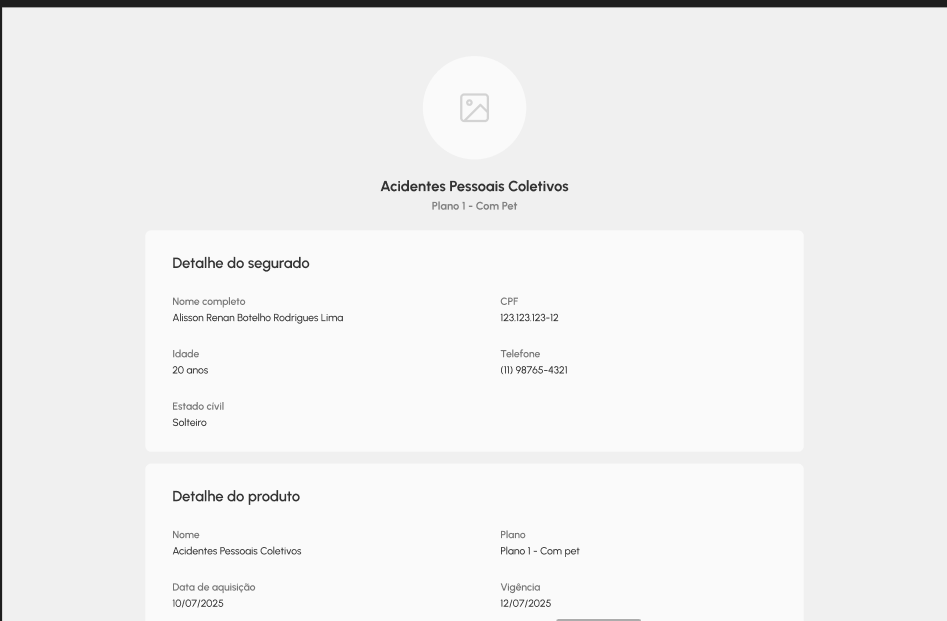 Acidentes Pessoais Coletivos
Plano 1 - Com Pet
Detalhe do segurado
Nome completo
Alisson Renan Botelho Rodrigues Lima
CPF
123.123.123-12
Idade
20 anos
Telefone
(11) 98765-4321
Estado civil
Solteiro
Detalhe do produto
Nome
Acidentes Pessoais Coletivos
Plano
Plano 1 - Com pet
Data de aquisição
10/07/2025
Vigência
12/07/2025